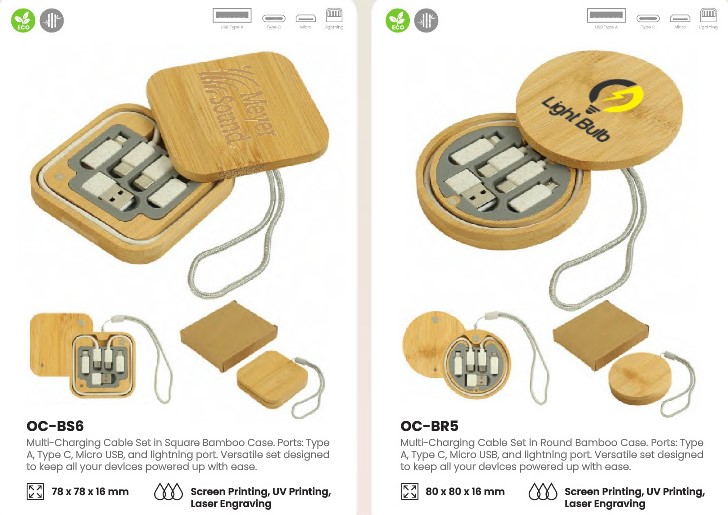 ECO
USB Type A
Type C
Micro
lightning
Meyer
Sound
OC-BS6
Multi-Charging Cable Set in Square Bamboo Case. Ports: Type
A, Type C, Micro USB, and lightning port. Versatile set designed
to keep all your devices powered up with ease.
78 x 78 x 16 mm
Screen Printing, UV Printing,
Laser Engraving
ECO
USB Type A
Type C
Micro
lightning
Light Bulb
OC-BR5
Multi-Charging Cable Set in Round Bamboo Case. Ports: Type
A, Type C, Micro USB, and lightning port. Versatile set designed
to keep all your devices powered up with ease.
80 x 80 x 16 mm
Screen Printing, UV Printing,
Laser Engraving